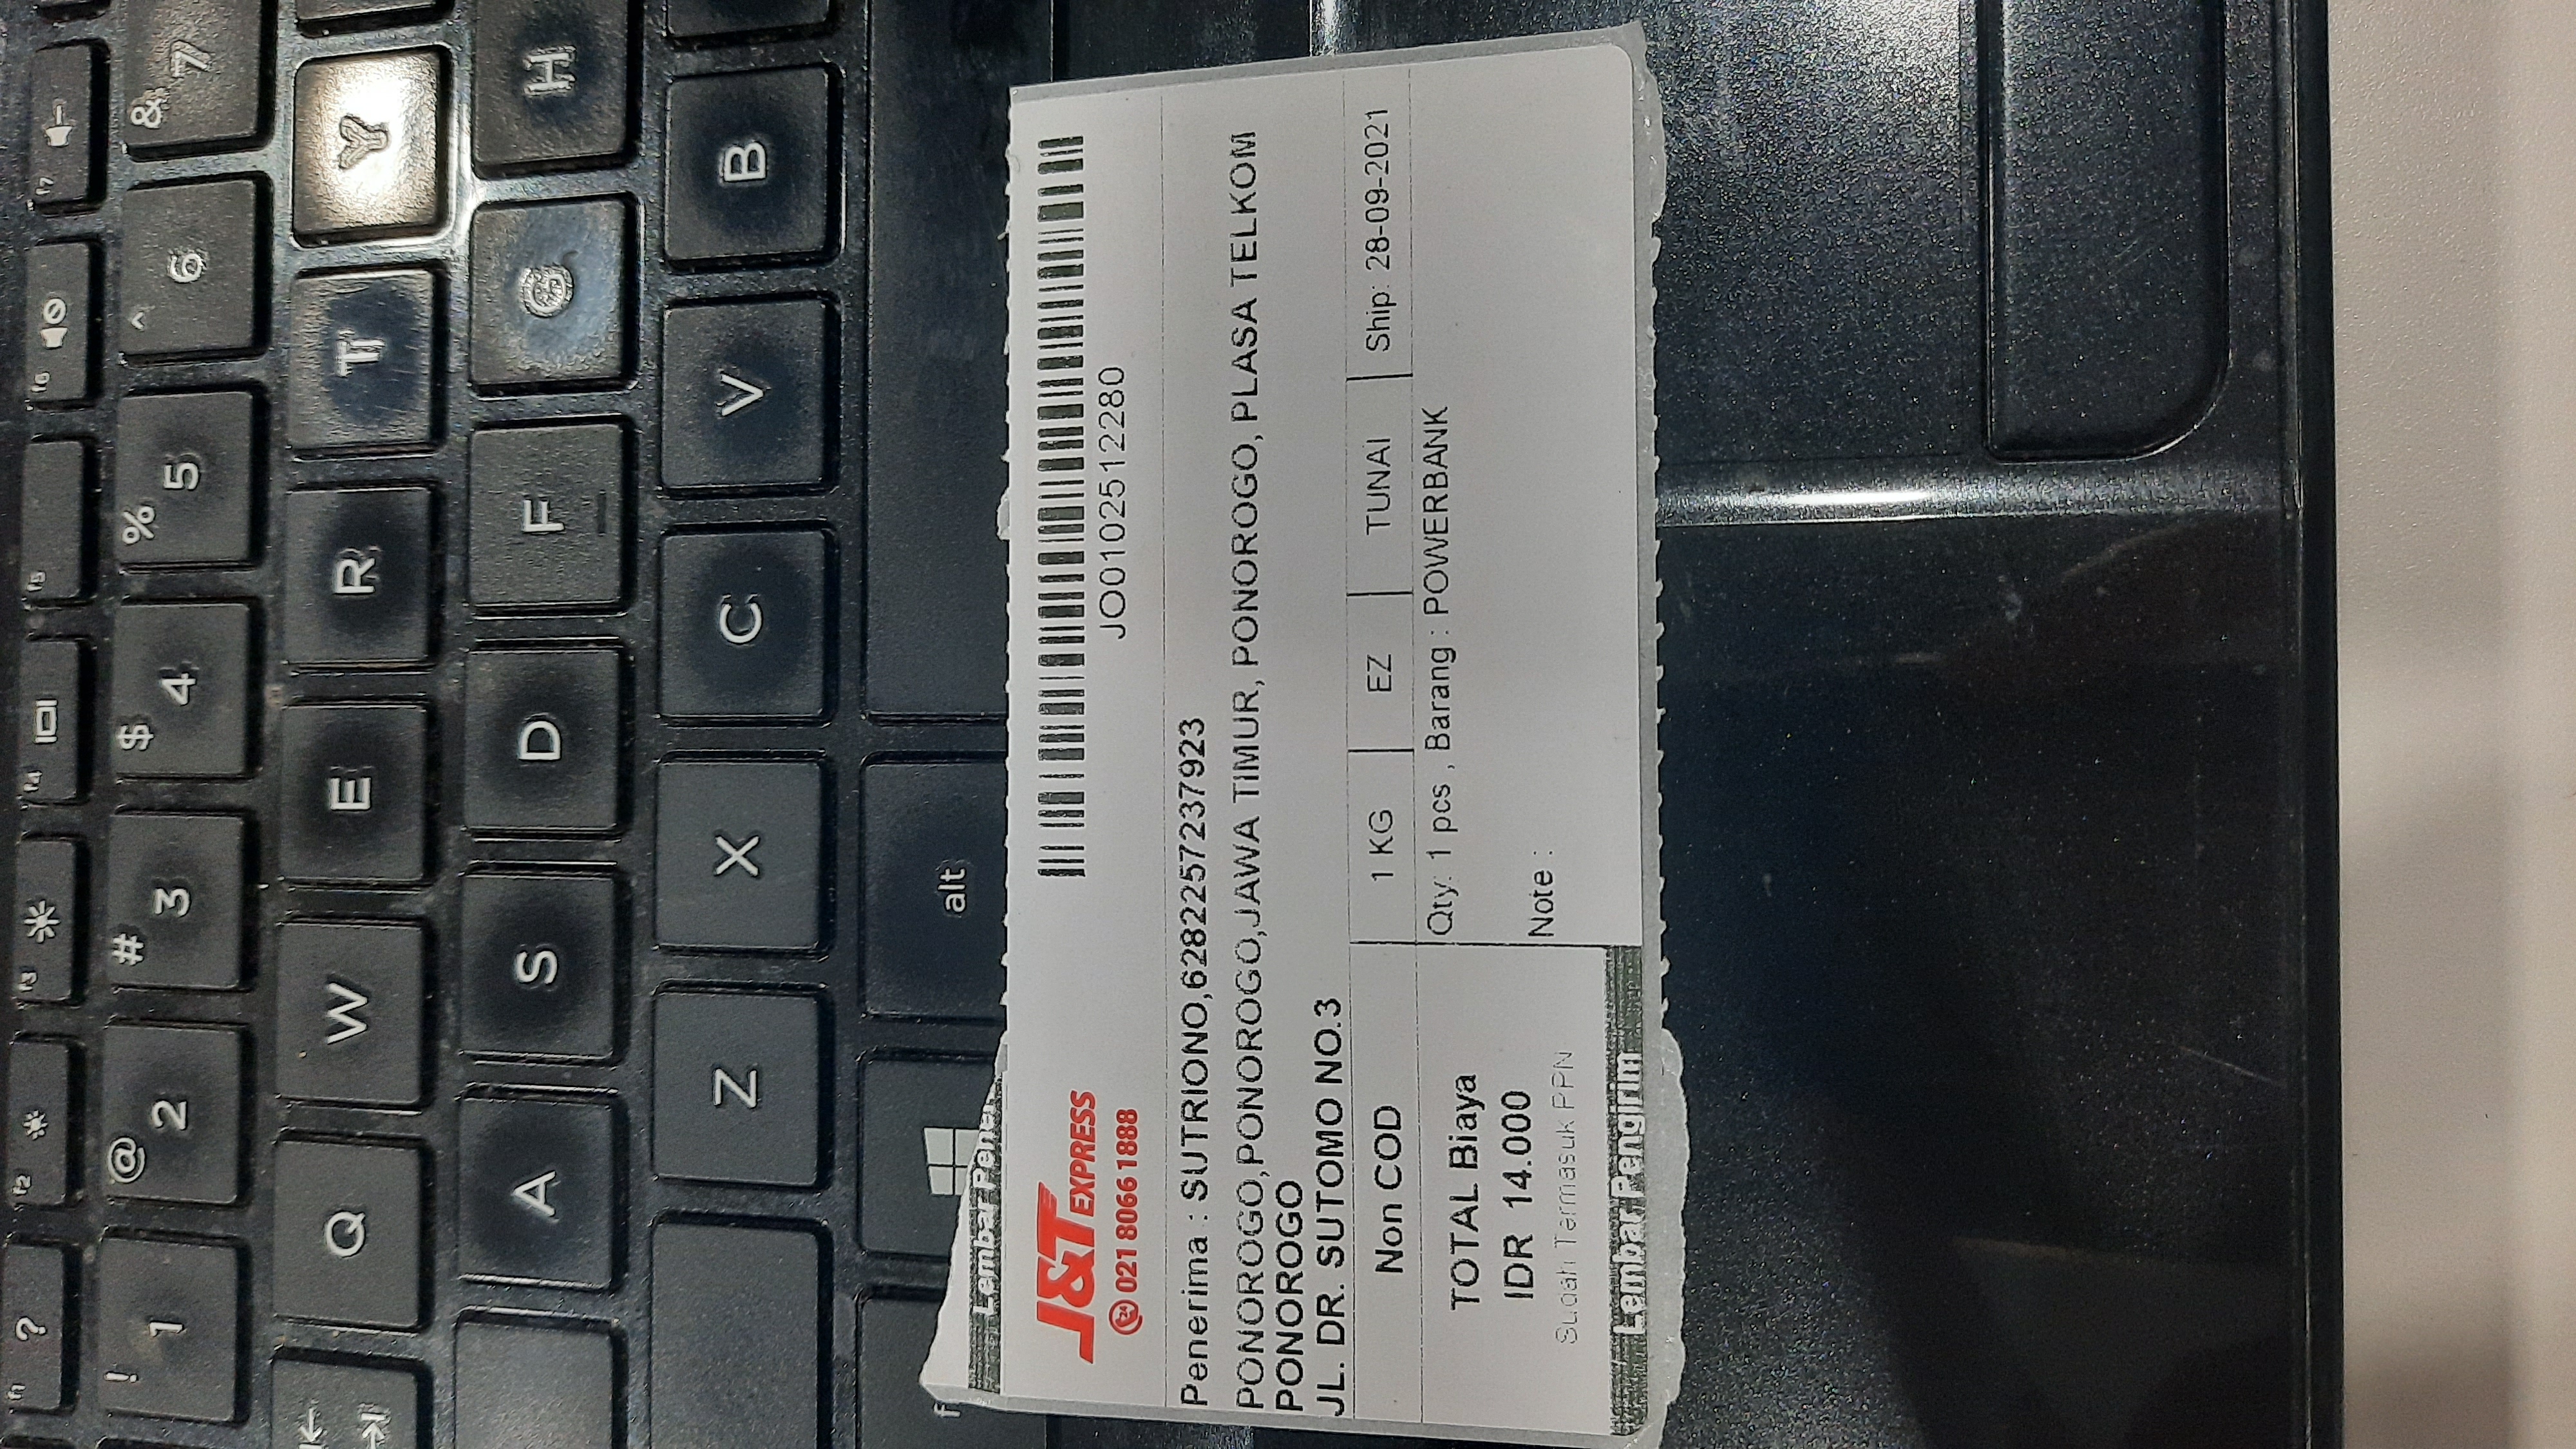 f1 ? f2 f3 f4 f5 f6 f7
! 1 @ 2 # 3 $ 4 % 5 ^ 6 & 7
Q W E R T Y
A S D F G H
Z X C V B
f alt
Lembar
J&T EXPRESS
24 021 8066 1888
JO0102512280
Penerima : SUTRIONO,6282257237923
PONOROGO,PONOROGO,JAWA TIMUR, PONOROGO, PLASA TELKOM
PONOROGO
JL. DR. SUTOMO NO.3
Non COD 1 KG EZ TUNAI Ship: 28-09-2021
Qty: 1 pcs , Barang : POWERBANK
TOTAL Biaya
IDR 14.000
Note :
Sudah Termasuk PPN
Lembar Pengirim